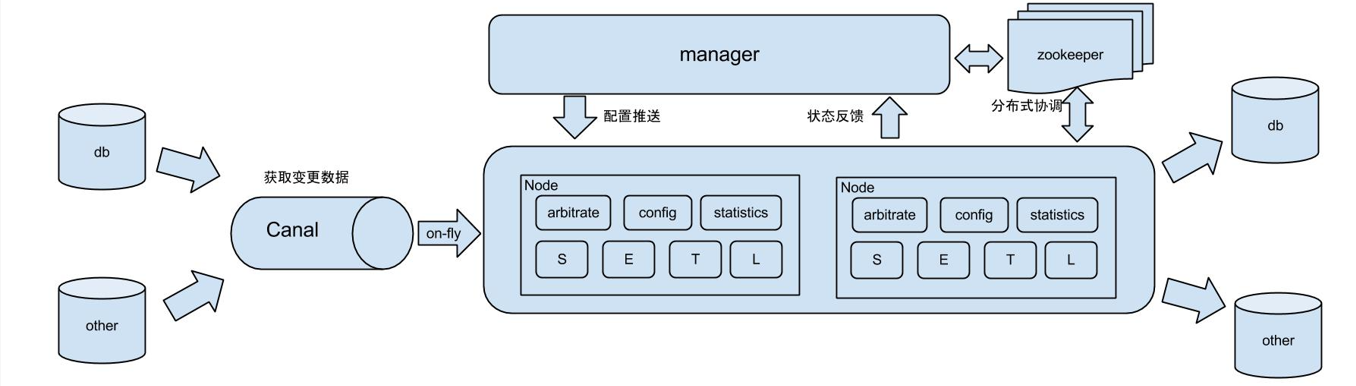 manager
zookeeper
配置推送
状态反馈
分布式协调
db
other
获取变更数据
Canal
on-fly
Node
arbitrate config statistics
S E T L
Node
arbitrate config statistics
S E T L
db
other